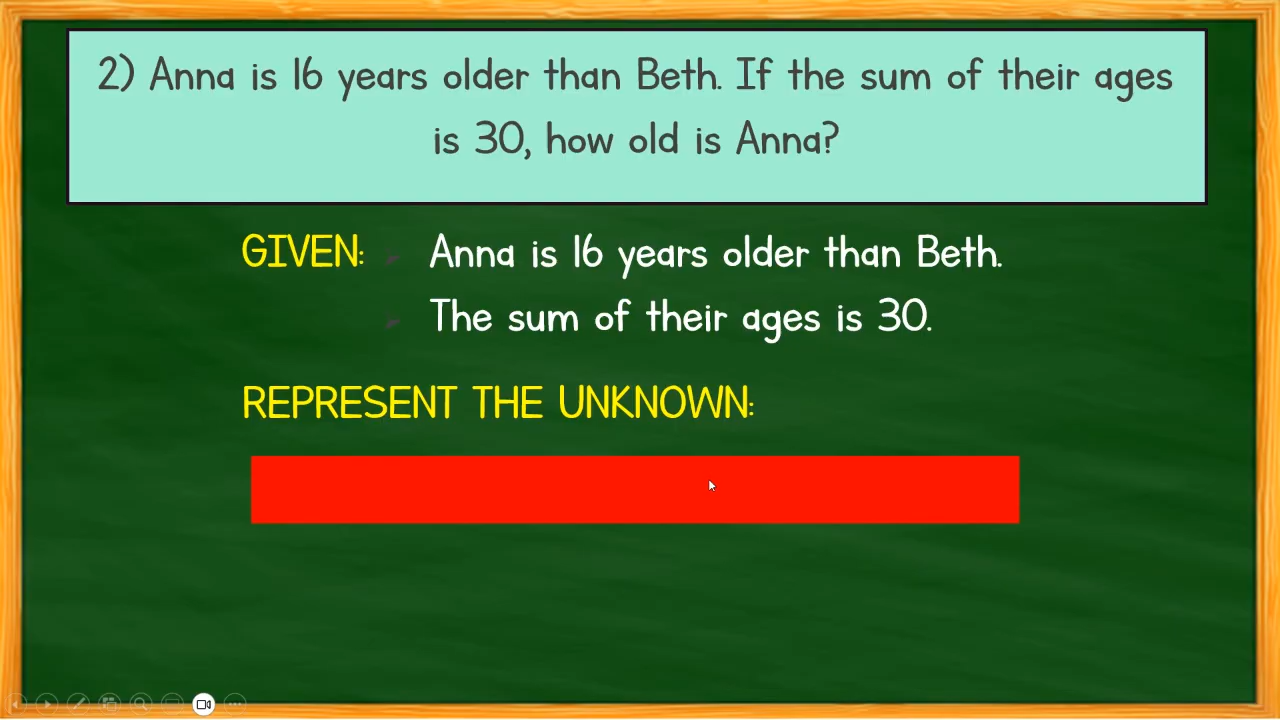 2) Anna is 16 years older than Beth. If the sum of their ages
is 30, how old is Anna?
GIVEN: Anna is 16 years older than Beth.
The sum of their ages is 30.
REPRESENT THE UNKNOWN: